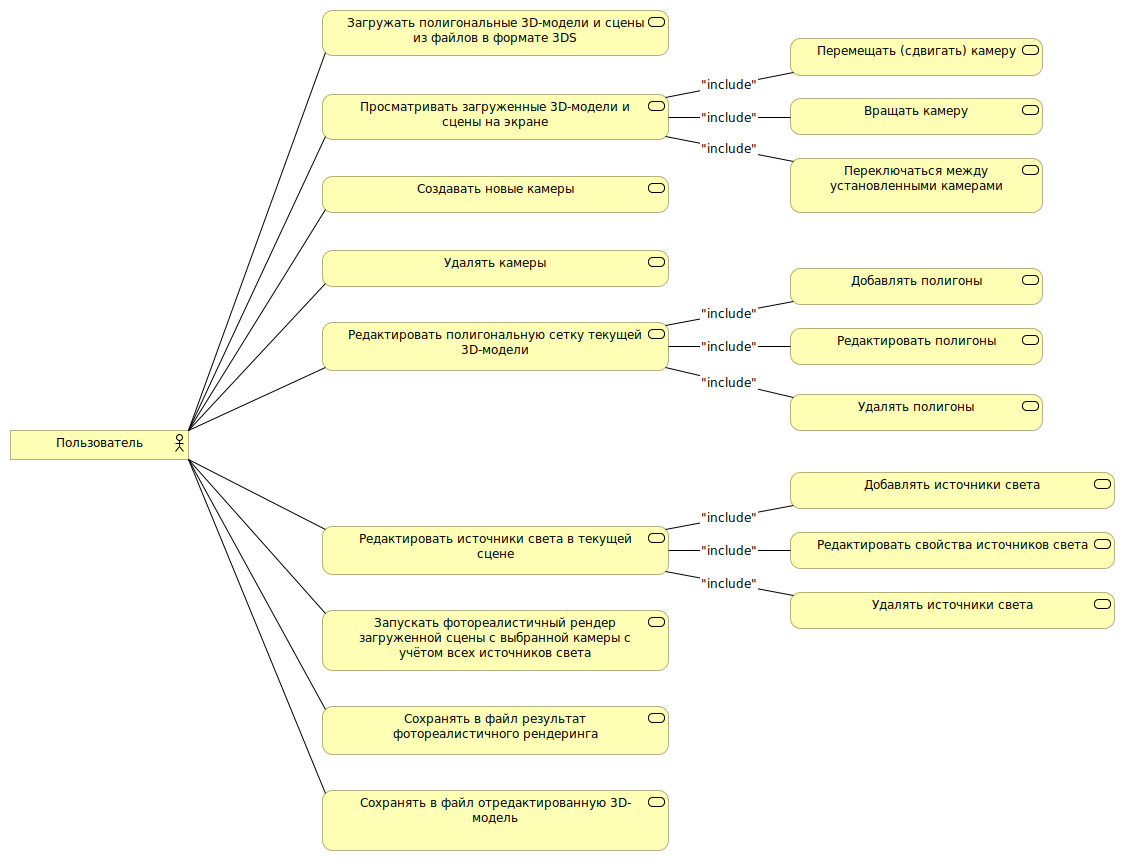 Загружать полигональные 3D-модели и сцены
из файлов в формате 3DS
Просматривать загруженные 3D-модели и
сцены на экране
"include"
Перемещать (сдвигать) камеру
"include"
Вращать камеру
"include"
Переключаться между
установленными камерами
Создавать новые камеры
Удалять камеры
Редактировать полигональную сетку текущей
3D-модели
"include"
Добавлять полигоны
"include"
Редактировать полигоны
"include"
Удалять полигоны
Пользователь
Редактировать источники света в текущей
сцене
"include"
Добавлять источники света
"include"
Редактировать свойства источников света
"include"
Удалять источники света
Запускать фотореалистичный рендер
загруженной сцены с выбранной камеры с
учётом всех источников света
Сохранять в файл результат
фотореалистичного рендеринга
Сохранять в файл отредактированную 3D-
модель